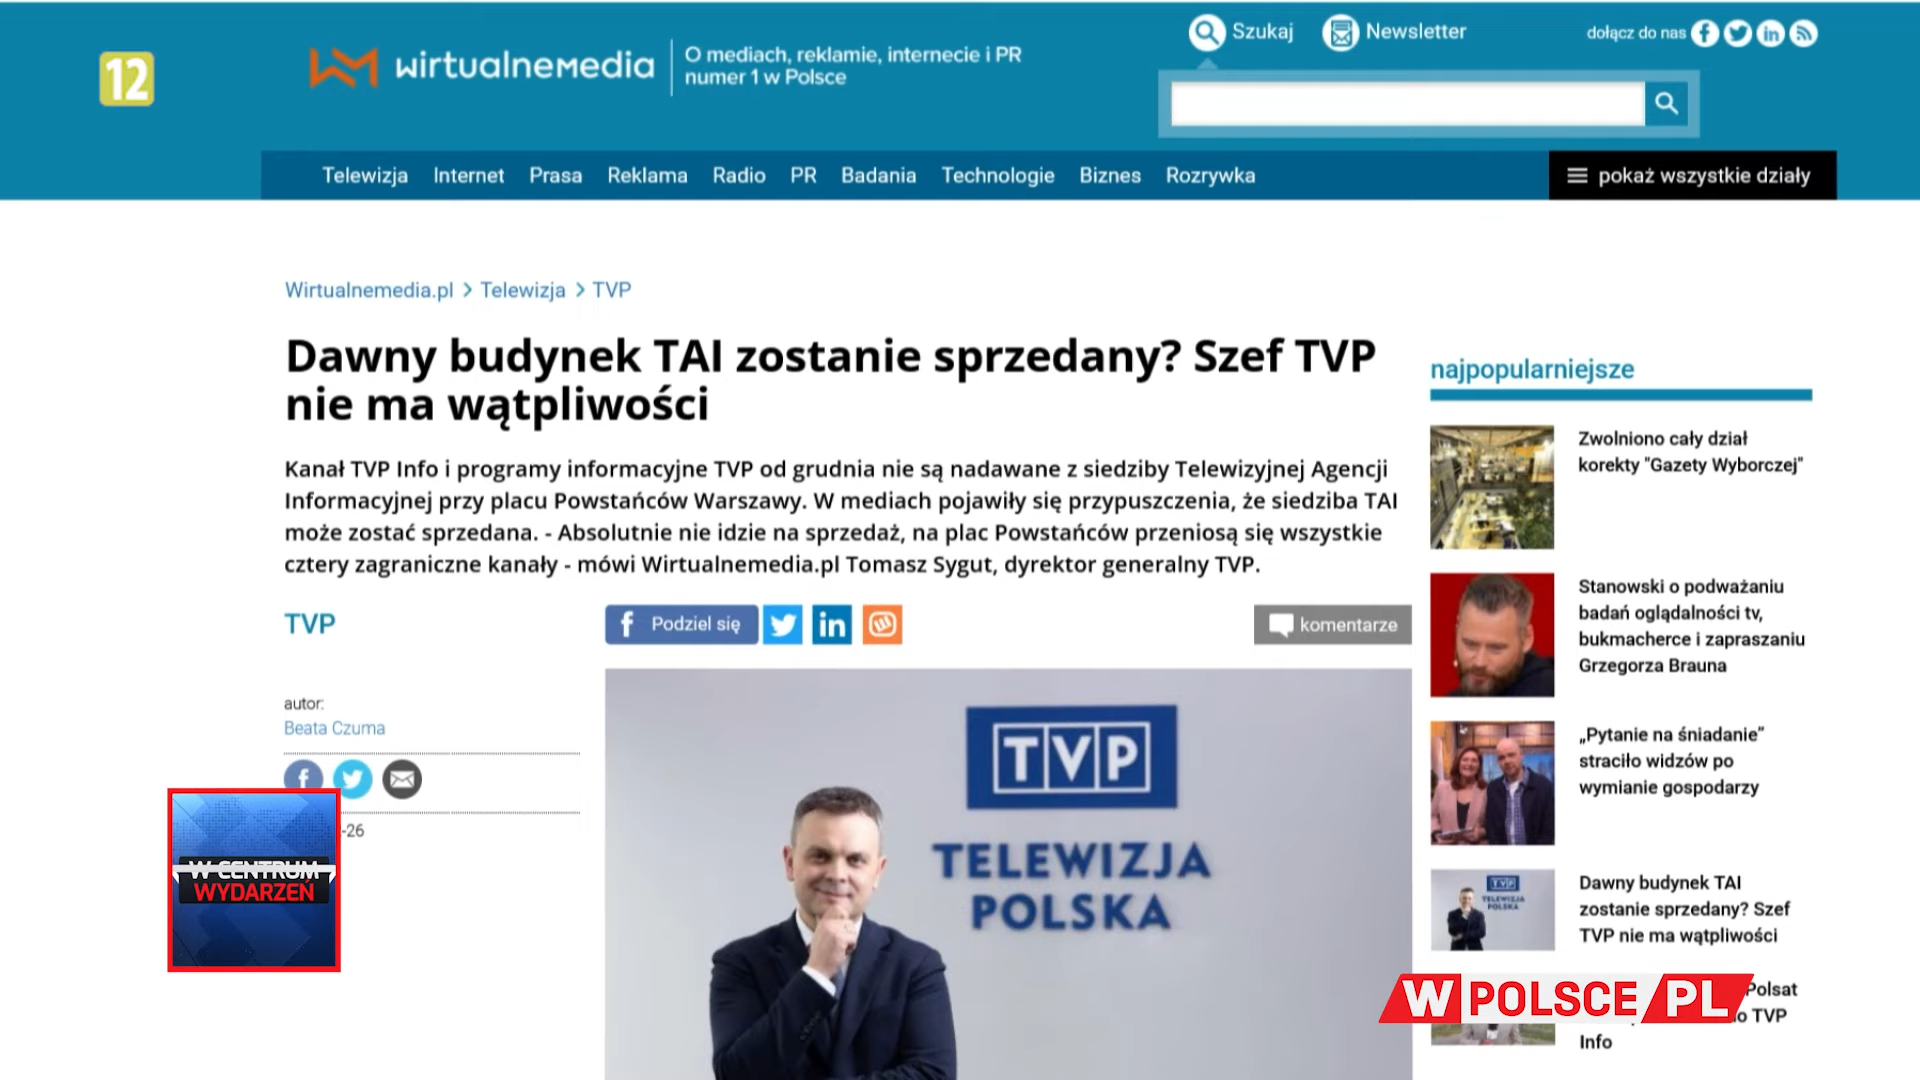 12
wirtualnemedia
O mediach, reklamie, internecie i PR
numer 1 w Polsce
Szukaj
Newsletter
dołącz do nas
Telewizja Internet Prasa Reklama Radio PR Badania Technologie Biznes Rozrywka
pokaż wszystkie działy
Wirtualnemedia.pl > Telewizja > TVP
Dawny budynek TAI zostanie sprzedany? Szef TVP
nie ma wątpliwości
Kanał TVP Info i programy informacyjne TVP od grudnia nie są nadawane z siedziby Telewizyjnej Agencji
Informacyjnej przy placu Powstańców Warszawy. W mediach pojawiły się przypuszczenia, że siedziba TAI
może zostać sprzedana. - Absolutnie nie idzie na sprzedaż, na plac Powstańców przeniosą się wszystkie
cztery zagraniczne kanały - mówi Wirtualnemedia.pl Tomasz Sygut, dyrektor generalny TVP.
TVP
Podziel się
komentarze
autor:
Beata Czuma
-26
W CENTRUM
WYDARZEŃ
TVP
TELEWIZJA
POLSKA
najpopularniejsze
Zwolniono cały dział
korekty "Gazety Wyborczej"
Stanowski o podważaniu
badań oglądalności tv,
bukmacherce i zapraszaniu
Grzegorza Brauna
„Pytanie na śniadanie”
straciło widzów po
wymianie gospodarzy
TVP
TELEWIZJA
POLSKA
Dawny budynek TAI
zostanie sprzedany? Szef
TVP nie ma wątpliwości
Polsat
TVP
Info
W POLSCE PL